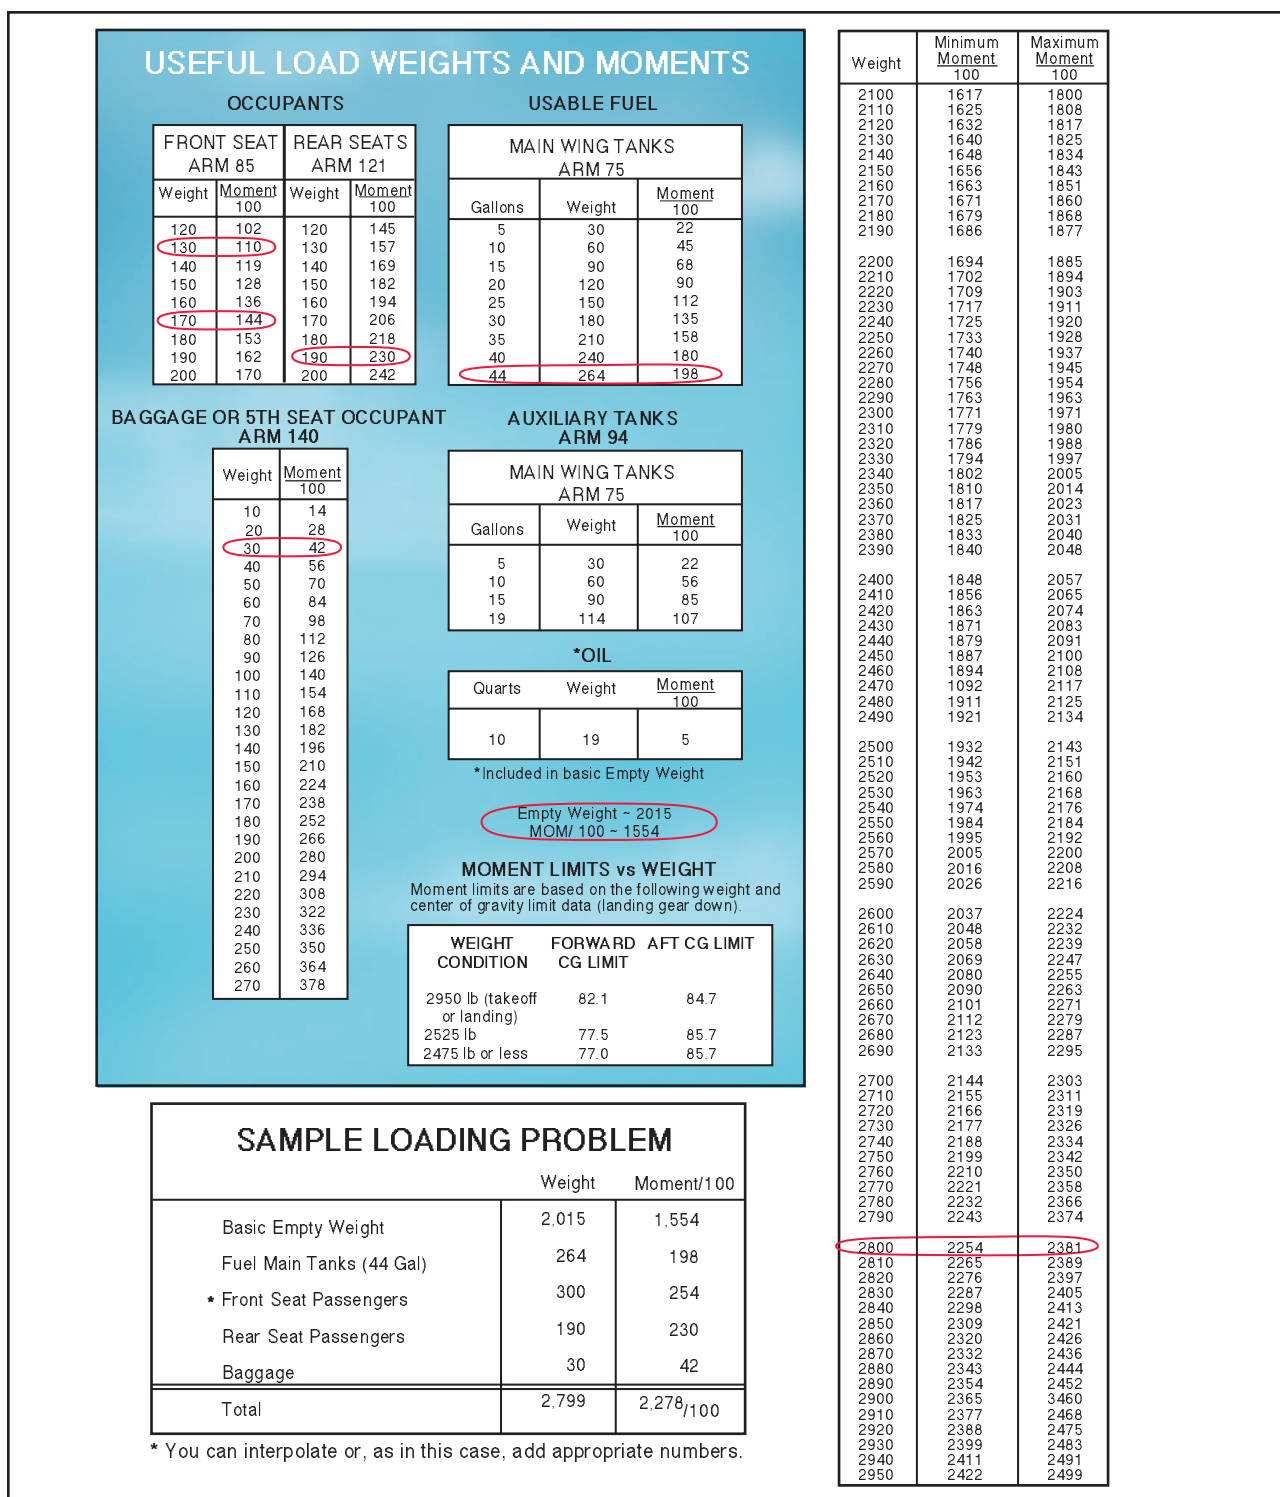 USEFUL LOAD WEIGHTS AND MOMENTS
OCCUPANTS
FRONT SEAT REAR SEATS
ARM 85 ARM 121
Weight Moment Weight Moment
100 100
120 102 120 145
130 110 130 157
140 119 140 169
150 128 150 182
160 136 160 194
170 144 170 206
180 153 180 218
190 162 190 230
200 170 200 242
USABLE FUEL
MAIN WING TANKS
ARM 75
Gallons Weight Moment
100
5 30 22
10 60 45
15 90 68
20 120 90
25 150 112
30 180 135
35 210 158
40 240 180
44 264 198
BAGGAGE OR 5TH SEAT OCCUPANT
ARM 140
Weight Moment
100
10 14
20 28
30 42
40 56
50 70
60 84
70 98
80 112
90 126
100 140
110 154
120 168
130 182
140 196
150 210
160 224
170 238
180 252
190 266
200 280
210 294
220 308
230 322
240 336
250 350
260 364
270 378
AUXILIARY TANKS
ARM 94
MAIN WING TANKS
ARM 75
Gallons Weight Moment
100
5 30 22
10 60 56
15 90 85
19 114 107
*OIL
Quarts Weight Moment
100
10 19 5
*Included in basic Empty Weight
Empty Weight ~ 2015
MOM/ 100 ~ 1554
MOMENT LIMITS vs WEIGHT
Moment limits are based on the following weight and
center of gravity limit data (landing gear down).
WEIGHT FORWARD AFT CG LIMIT
CONDITION CG LIMIT
2950 lb (takeoff 82.1 84.7
or landing)
2525 lb 77.5 85.7
2475 lb or less 77.0 85.7
SAMPLE LOADING PROBLEM
Weight Moment/100
Basic Empty Weight 2,015 1,554
Fuel Main Tanks (44 Gal) 264 198
* Front Seat Passengers 300 254
Rear Seat Passengers 190 230
Baggage 30 42
Total 2,799 2,278/100
* You can interpolate or, as in this case, add appropriate numbers.
Minimum Maximum
Weight Moment Moment
100 100
2100 1617 1800
2110 1625 1808
2120 1632 1817
2130 1640 1825
2140 1648 1834
2150 1656 1843
2160 1663 1851
2170 1671 1860
2180 1679 1868
2190 1686 1877
2200 1694 1885
2210 1702 1894
2220 1709 1903
2230 1717 1911
2240 1725 1920
2250 1733 1928
2260 1740 1937
2270 1748 1945
2280 1756 1954
2290 1763 1963
2300 1771 1971
2310 1779 1980
2320 1786 1988
2330 1794 1997
2340 1802 2005
2350 1810 2014
2360 1817 2023
2370 1825 2031
2380 1833 2040
2390 1840 2048
2400 1848 2057
2410 1856 2065
2420 1863 2074
2430 1871 2083
2440 1879 2091
2450 1887 2100
2460 1894 2108
2470 1092 2117
2480 1911 2125
2490 1921 2134
2500 1932 2143
2510 1942 2151
2520 1953 2160
2530 1963 2168
2540 1974 2176
2550 1984 2184
2560 1995 2192
2570 2005 2200
2580 2016 2208
2590 2026 2216
2600 2037 2224
2610 2048 2232
2620 2058 2239
2630 2069 2247
2640 2080 2255
2650 2090 2263
2660 2101 2271
2670 2112 2279
2680 2123 2287
2690 2133 2295
2700 2144 2303
2710 2155 2311
2720 2166 2319
2730 2177 2326
2740 2188 2334
2750 2199 2342
2760 2210 2350
2770 2221 2358
2780 2232 2366
2790 2243 2374
2800 2254 2381
2810 2265 2389
2820 2276 2397
2830 2287 2405
2840 2298 2413
2850 2309 2421
2860 2320 2426
2870 2332 2436
2880 2343 2444
2890 2354 2452
2900 2365 3460
2910 2377 2468
2920 2388 2475
2930 2399 2483
2940 2411 2491
2950 2422 2499